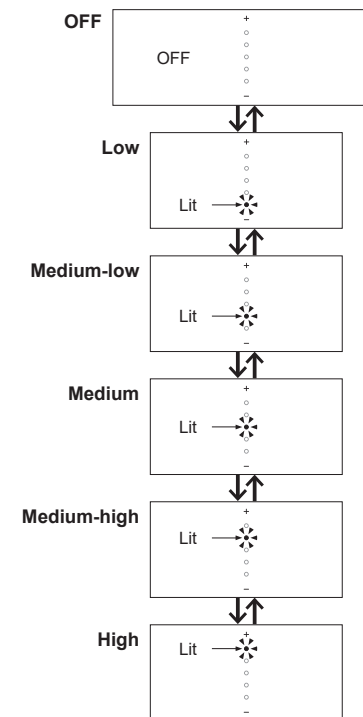 OFF
+
OFF
–
Low
+
Lit
–
Medium-low
+
Lit
–
Medium
+
Lit
–
Medium-high
+
Lit
–
High
+
Lit
–